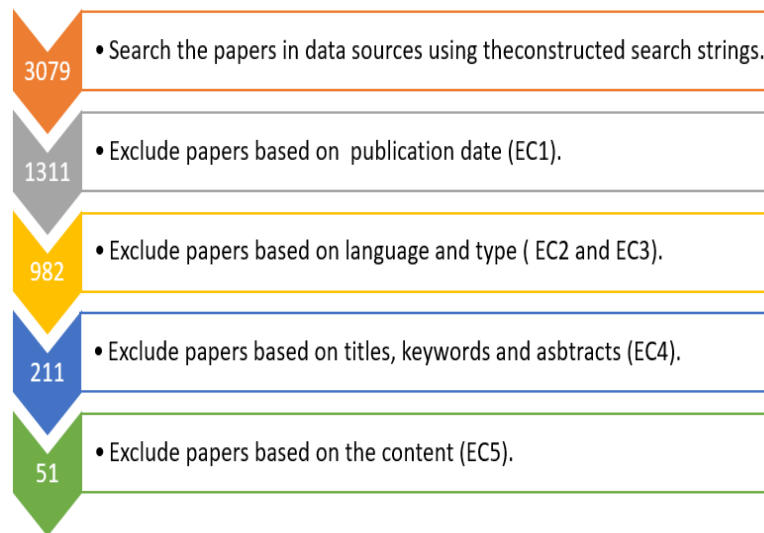 3079
• Search the papers in data sources using theconstructed search strings.
1311
• Exclude papers based on publication date (EC1).
982
• Exclude papers based on language and type ( EC2 and EC3).
211
• Exclude papers based on titles, keywords and asbtracts (EC4).
51
• Exclude papers based on the content (EC5).